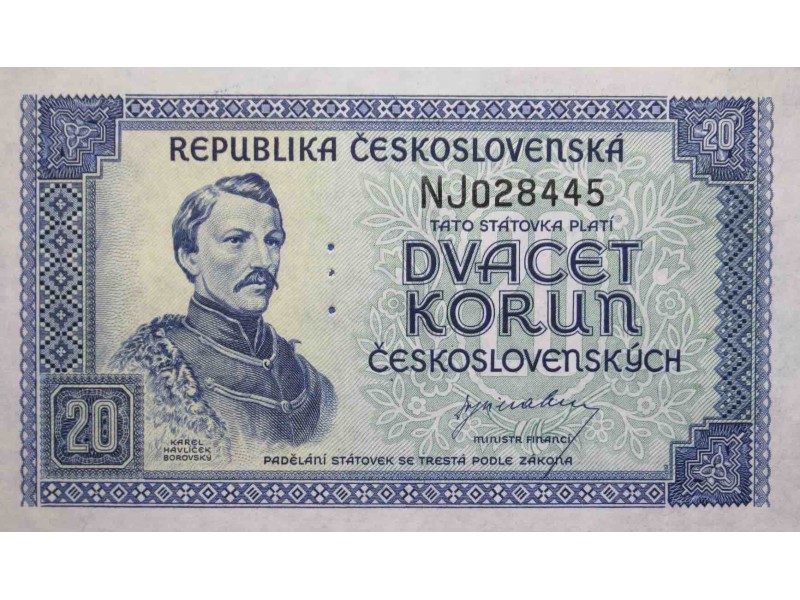 20
REPUBLIKA ČESKOSLOVENSKÁ
NJ028445
TATO STÁTOVKA PLATÍ
DVACET
KORUN
ČESKOSLOVENSKÝCH
20
KAREL
HAVLÍČEK
BOROVSKÝ
MINISTR FINANCÍ
PADĚLÁNÍ STÁTOVEK SE TRESTÁ PODLE ZÁKONA